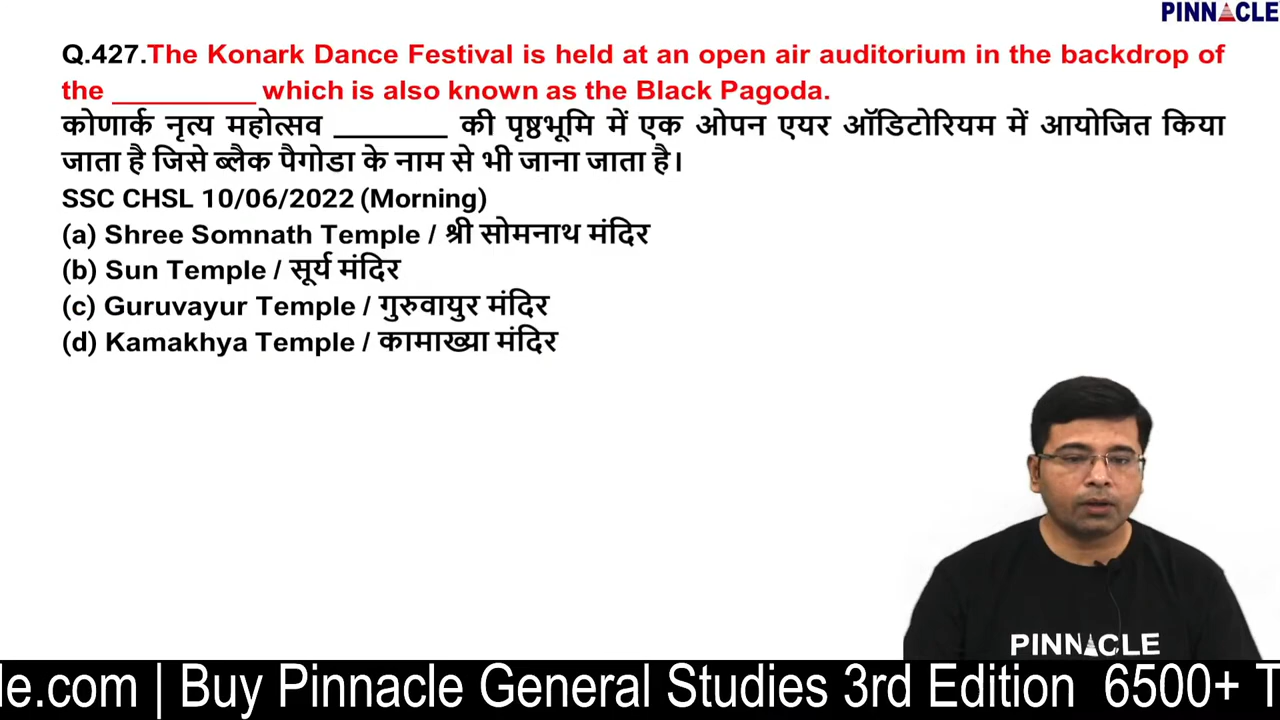 PINNACLE
Q.427.The Konark Dance Festival is held at an open air auditorium in the backdrop of
the _________ which is also known as the Black Pagoda.
कोणार्क नृत्य महोत्सव ________ की पृष्ठभूमि में एक ओपन एयर ऑडिटोरियम में आयोजित किया
जाता है जिसे ब्लैक पैगोडा के नाम से भी जाना जाता है।
SSC CHSL 10/06/2022 (Morning)
(a) Shree Somnath Temple / श्री सोमनाथ मंदिर
(b) Sun Temple / सूर्य मंदिर
(c) Guruvayur Temple / गुरुवायुर मंदिर
(d) Kamakhya Temple / कामाख्या मंदिर
PINNACLE
le.com | Buy Pinnacle General Studies 3rd Edition 6500+ T